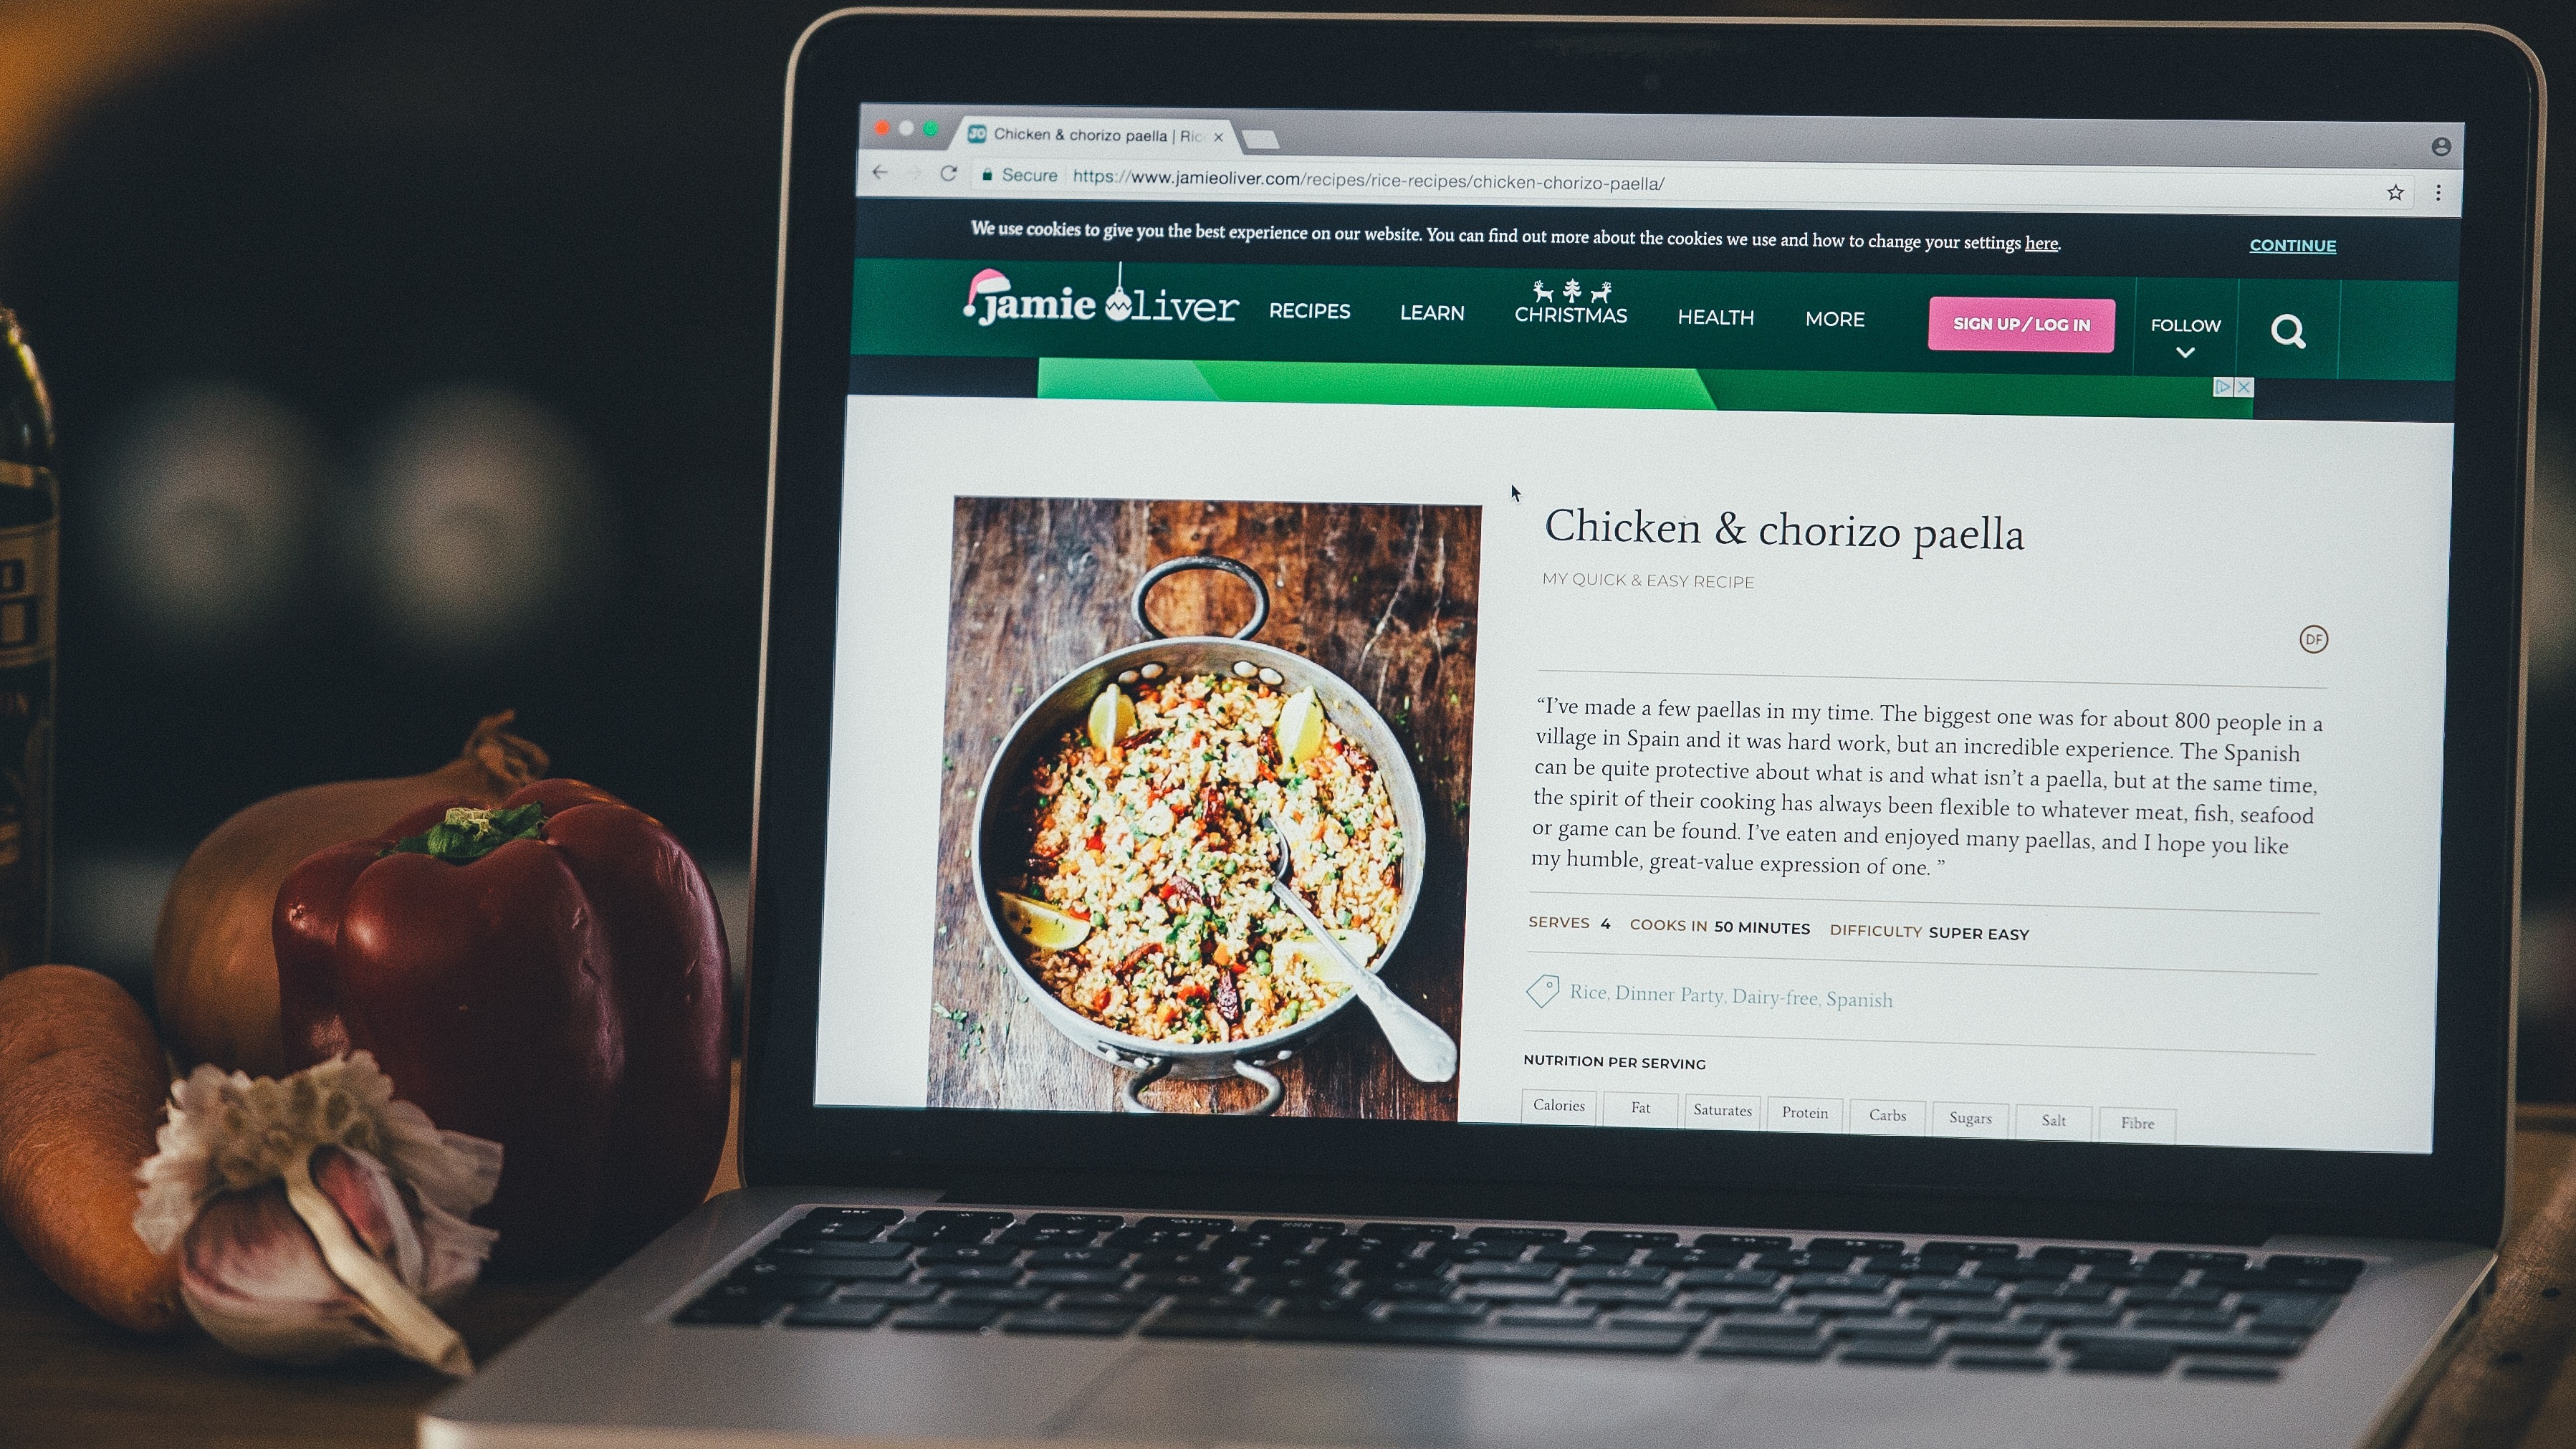 Chicken & chorizo paella | Ric
Secure https://www.jamieoliver.com/recipes/rice-recipes/chicken-chorizo-paella/
We use cookies to give you the best experience on our website. You can find out more about the cookies we use and how to change your settings here.
CONTINUE
jamie oliver
RECIPES
LEARN
CHRISTMAS
HEALTH
MORE
SIGN UP / LOG IN
FOLLOW
Chicken & chorizo paella
MY QUICK & EASY RECIPE
DF
“I’ve made a few paellas in my time. The biggest one was for about 800 people in a
village in Spain and it was hard work, but an incredible experience. The Spanish
can be quite protective about what is and what isn’t a paella, but at the same time,
the spirit of their cooking has always been flexible to whatever meat, fish, seafood
or game can be found. I’ve eaten and enjoyed many paellas, and I hope you like
my humble, great-value expression of one. ”
SERVES 4 COOKS IN 50 MINUTES DIFFICULTY SUPER EASY
Rice, Dinner Party, Dairy-free, Spanish
NUTRITION PER SERVING
Calories Fat Saturates Protein Carbs Sugars Salt Fibre